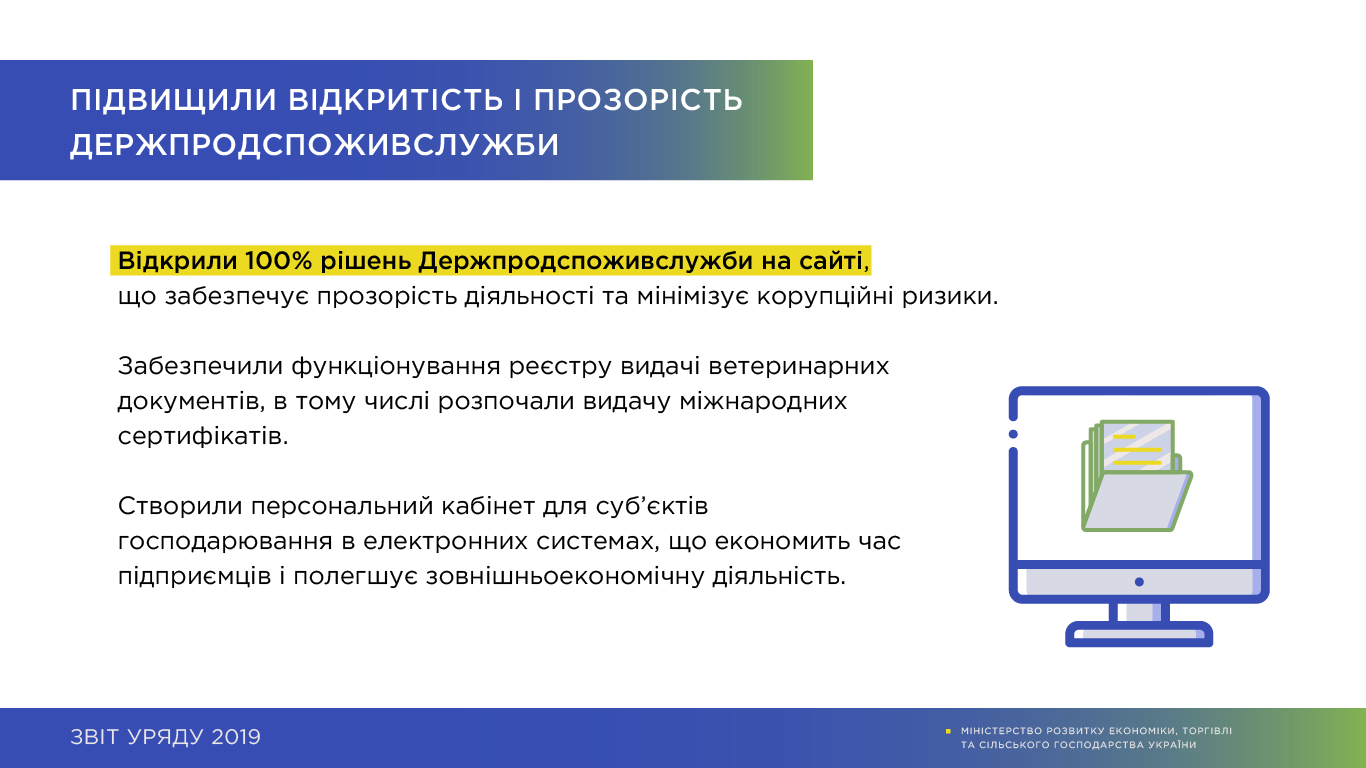 ПІДВИЩИЛИ ВІДКРИТІСТЬ І ПРОЗОРІСТЬ
ДЕРЖПРОДСПОЖИВСЛУЖБИ
Відкрили 100% рішень Держпродспоживслужби на сайті,
що забезпечує прозорість діяльності та мінімізує корупційні ризики.
Забезпечили функціонування реєстру видачі ветеринарних
документів, в тому числі розпочали видачу міжнародних
сертифікатів.
Створили персональний кабінет для суб’єктів
господарювання в електронних системах, що економить час
підприємців і полегшує зовнішньоекономічну діяльність.
ЗВІТ УРЯДУ 2019
МІНІСТЕРСТВО РОЗВИТКУ ЕКОНОМІКИ, ТОРГІВЛІ
ТА СІЛЬСЬКОГО ГОСПОДАРСТВА УКРАЇНИ